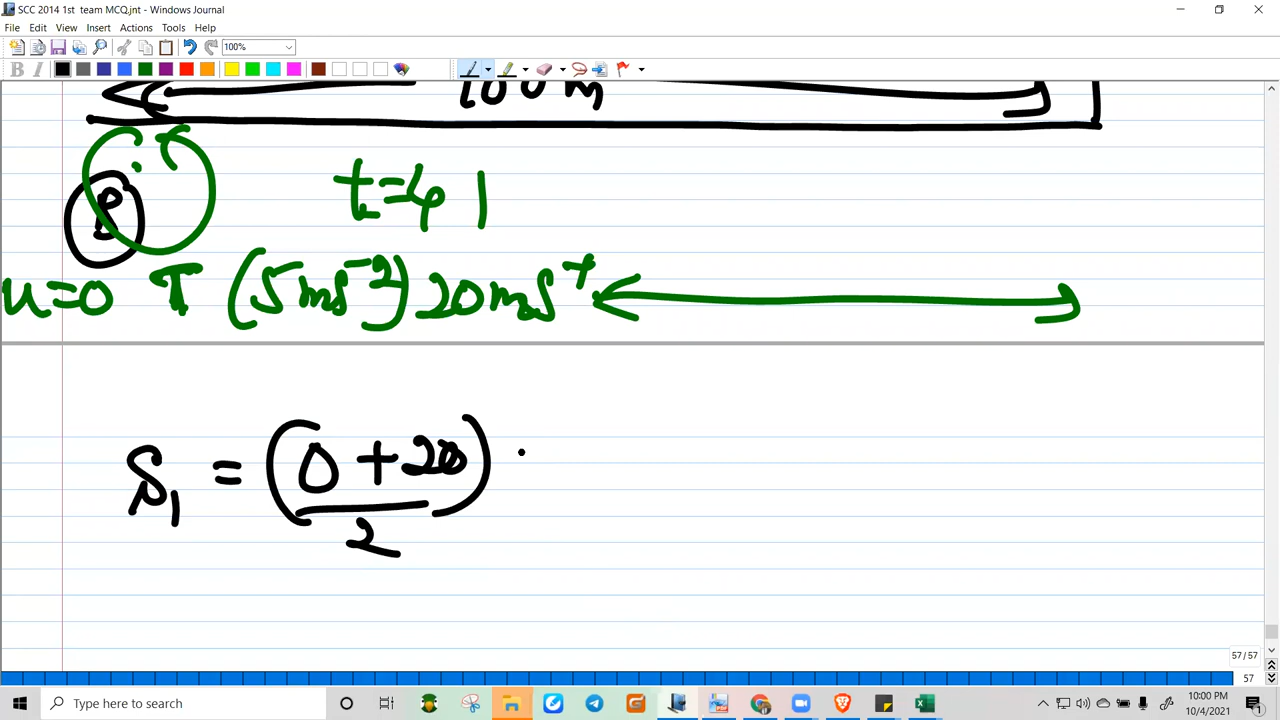 SCC 2014 1st team MCQ.jnt - Windows Journal
File Edit View Insert Actions Tools Help
100%
B I
100 m
P
t=4
u=0 (5ms⁻²) 20ms
S₁ = (0 + 20)
2
57 / 57
57
Type here to search
10:00 PM
10/4/2021